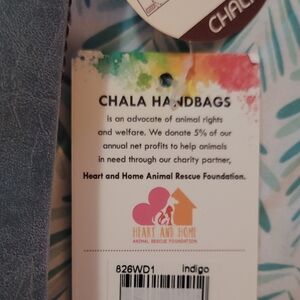 CHALA
CHALA HANDBAGS
is an advocate of animal rights
and welfare. We donate 5% of our
annual net profits to help animals
in need through our charity partner,
Heart and Home Animal Rescue Foundation.
HEART AND HOME
ANIMAL RESCUE FOUNDATION
826WD1 indigo